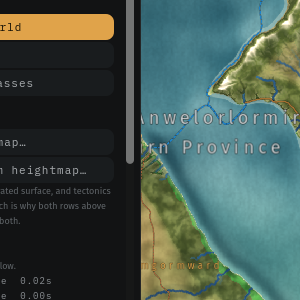 rld
asses
map…
n heightmap…
ated surface, and tectonics
ch is why both rows above
both.
low.
e 0.02s
e 0.00s
Anwelorlormir
rn Province